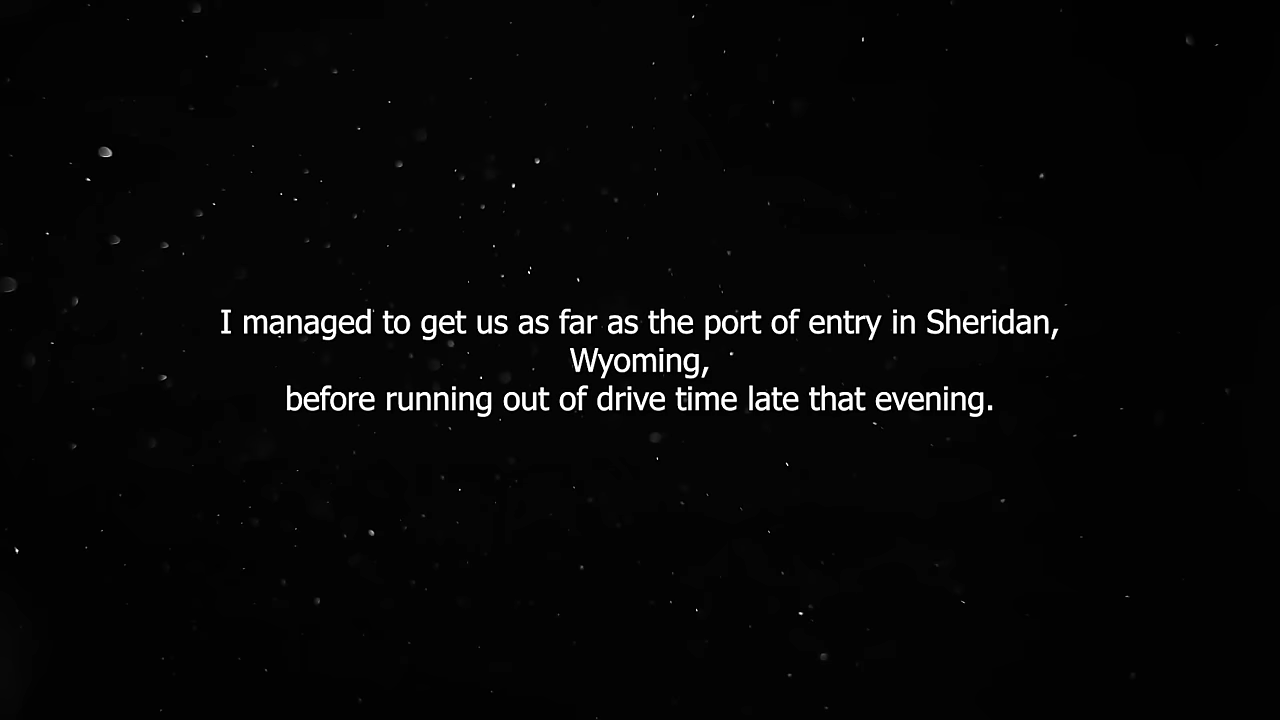 I managed to get us as far as the port of entry in Sheridan,
Wyoming,
before running out of drive time late that evening.